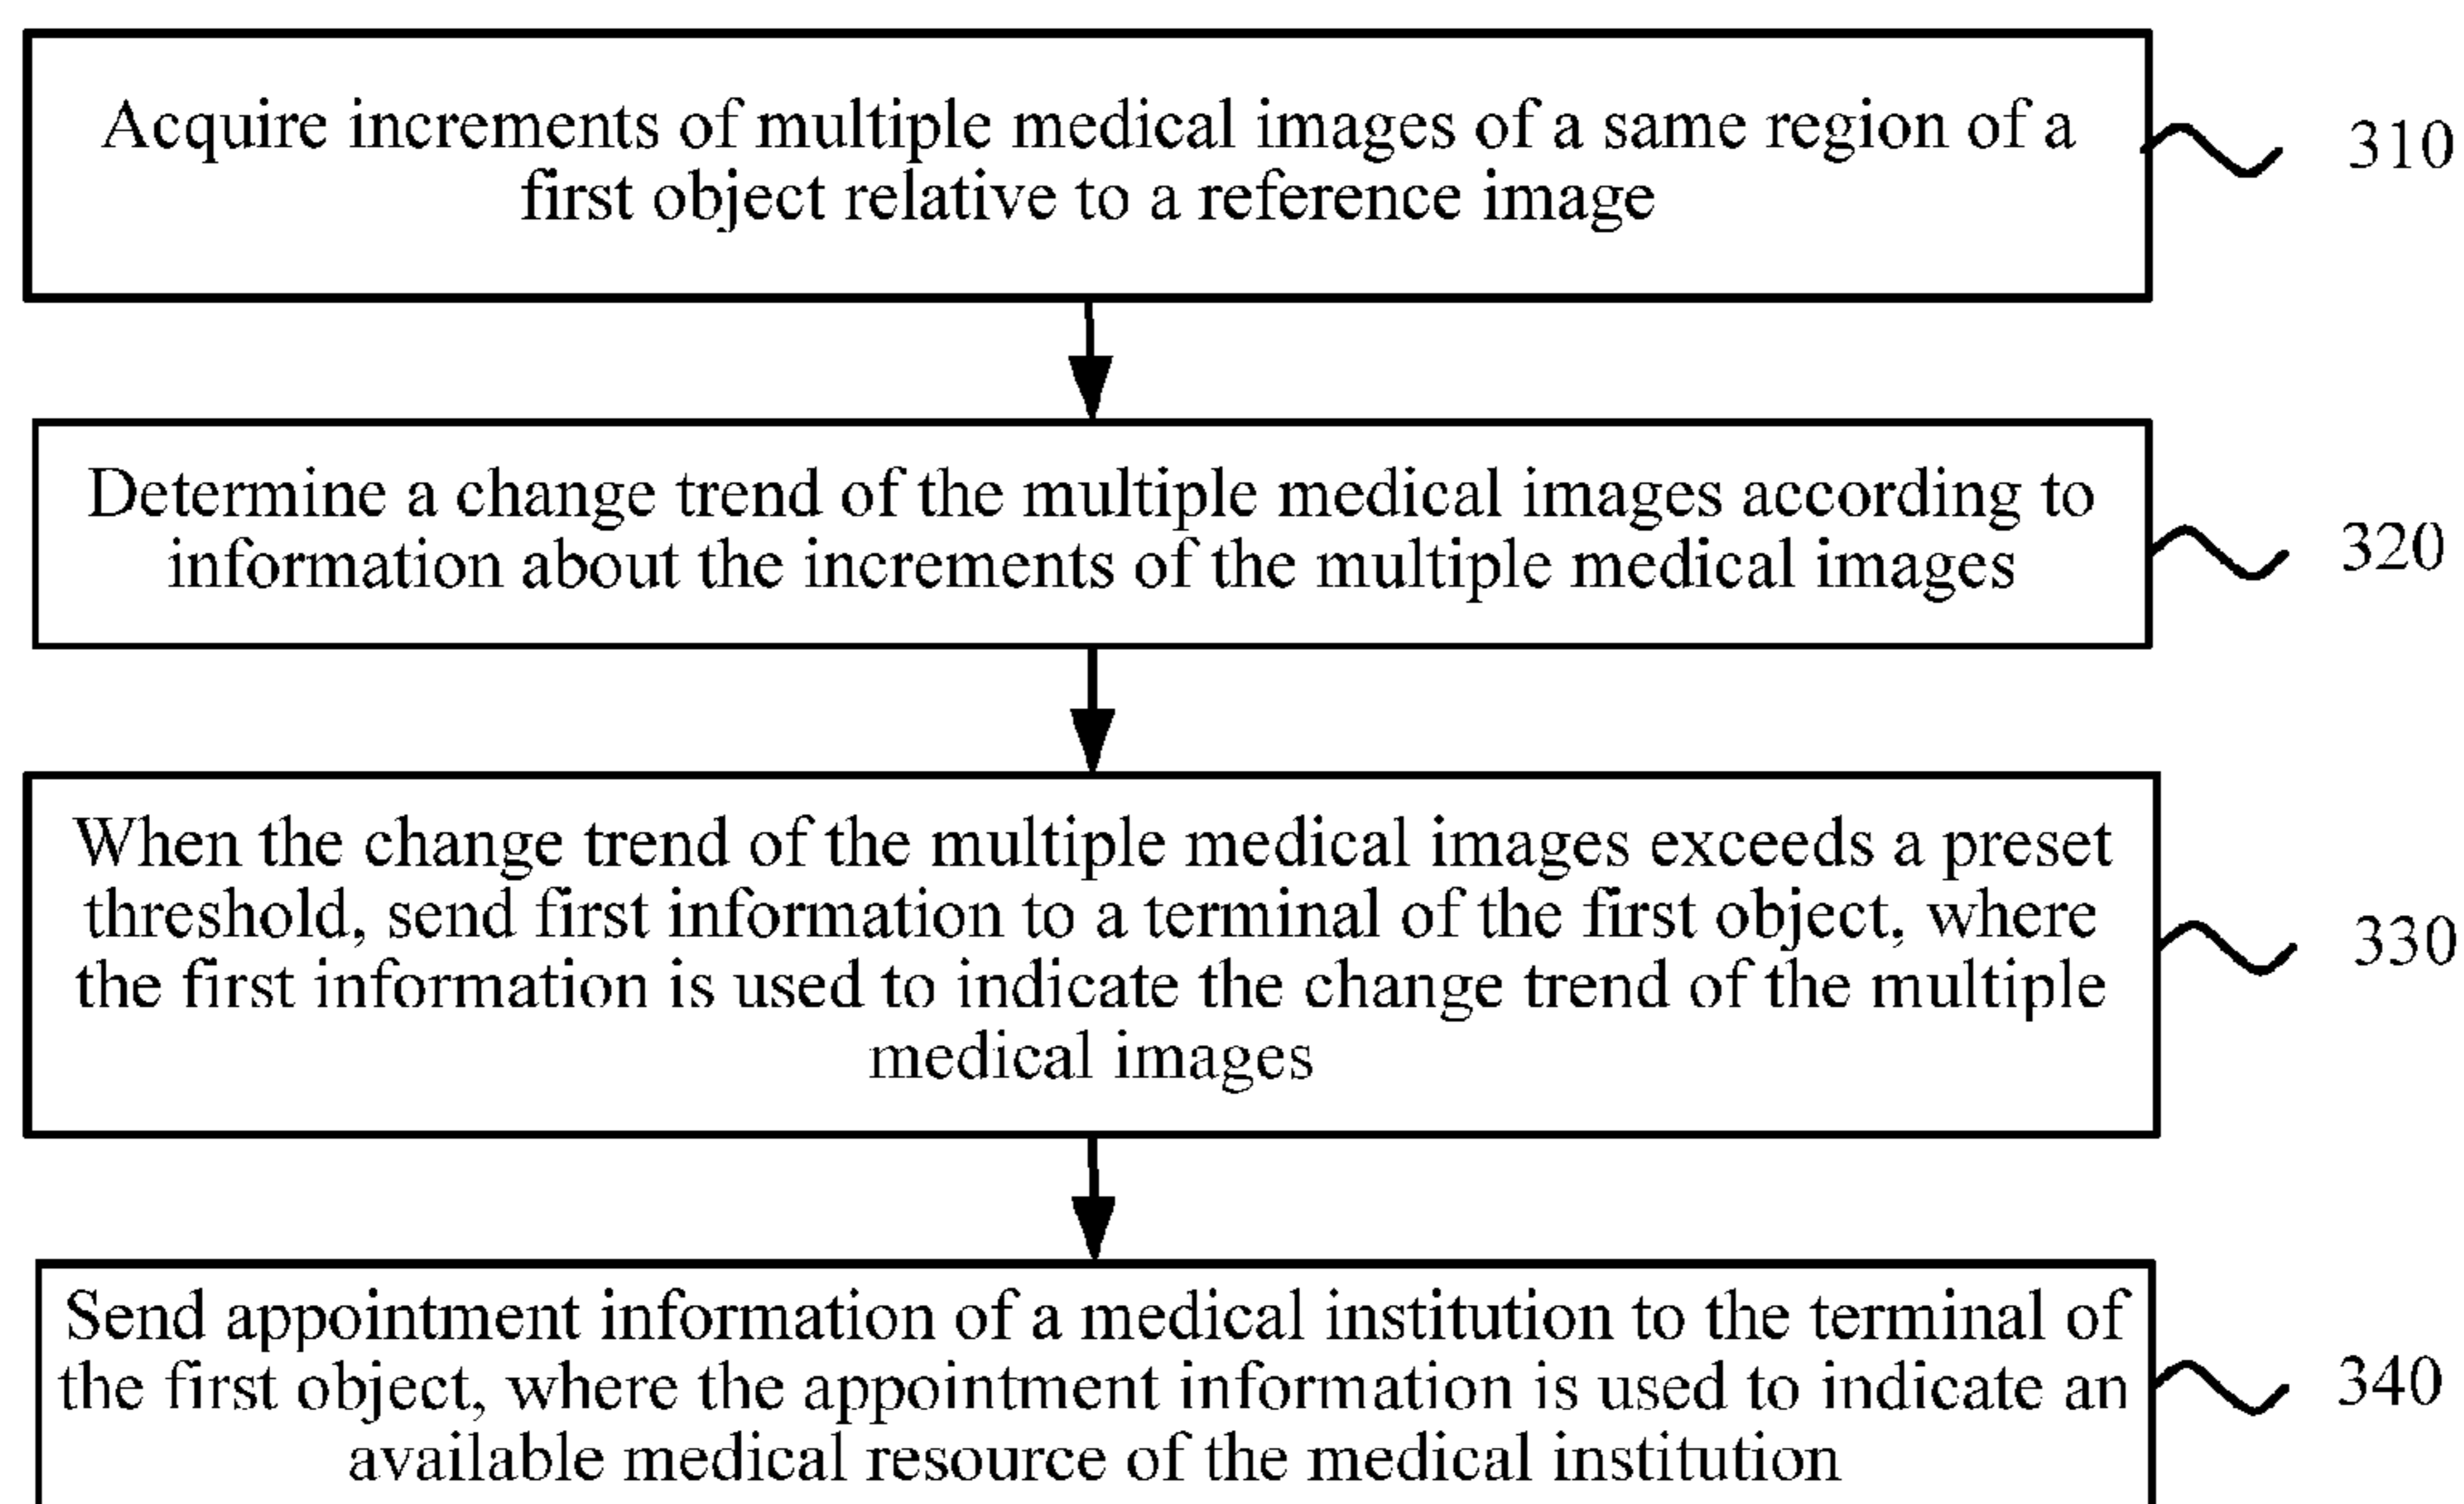 Acquire increments of multiple medical images of a same region of a
first object relative to a reference image
310
Determine a change trend of the multiple medical images according to
information about the increments of the multiple medical images
320
When the change trend of the multiple medical images exceeds a preset
threshold, send first information to a terminal of the first object, where
the first information is used to indicate the change trend of the multiple
medical images
330
Send appointment information of a medical institution to the terminal of
the first object, where the appointment information is used to indicate an
available medical resource of the medical institution
340